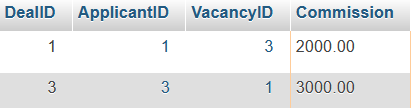 DealID ApplicantID VacancyID Commission
1 1 3 2000.00
3 3 1 3000.00